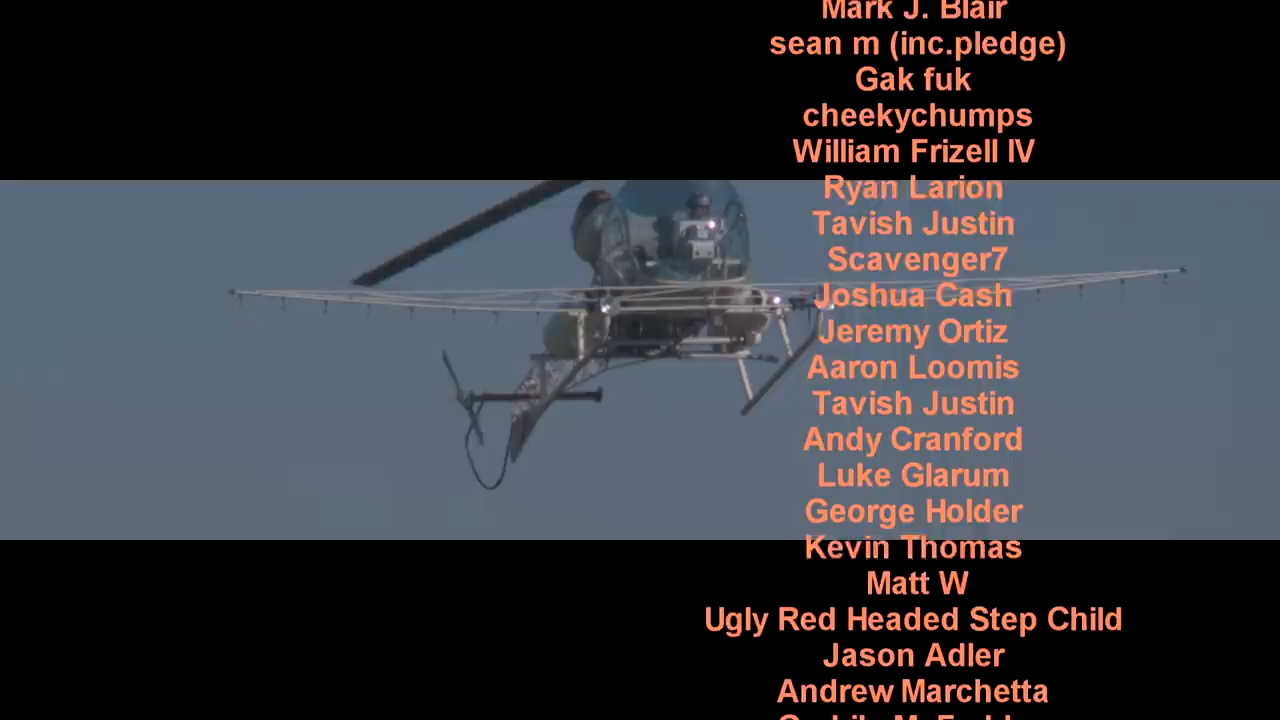 Mark J. Blair
sean m (inc.pledge)
Gak fuk
cheekychumps
William Frizell IV
Ryan Larion
Tavish Justin
Scavenger7
Joshua Cash
Jeremy Ortiz
Aaron Loomis
Tavish Justin
Andy Cranford
Luke Glarum
George Holder
Kevin Thomas
Matt W
Ugly Red Headed Step Child
Jason Adler
Andrew Marchetta